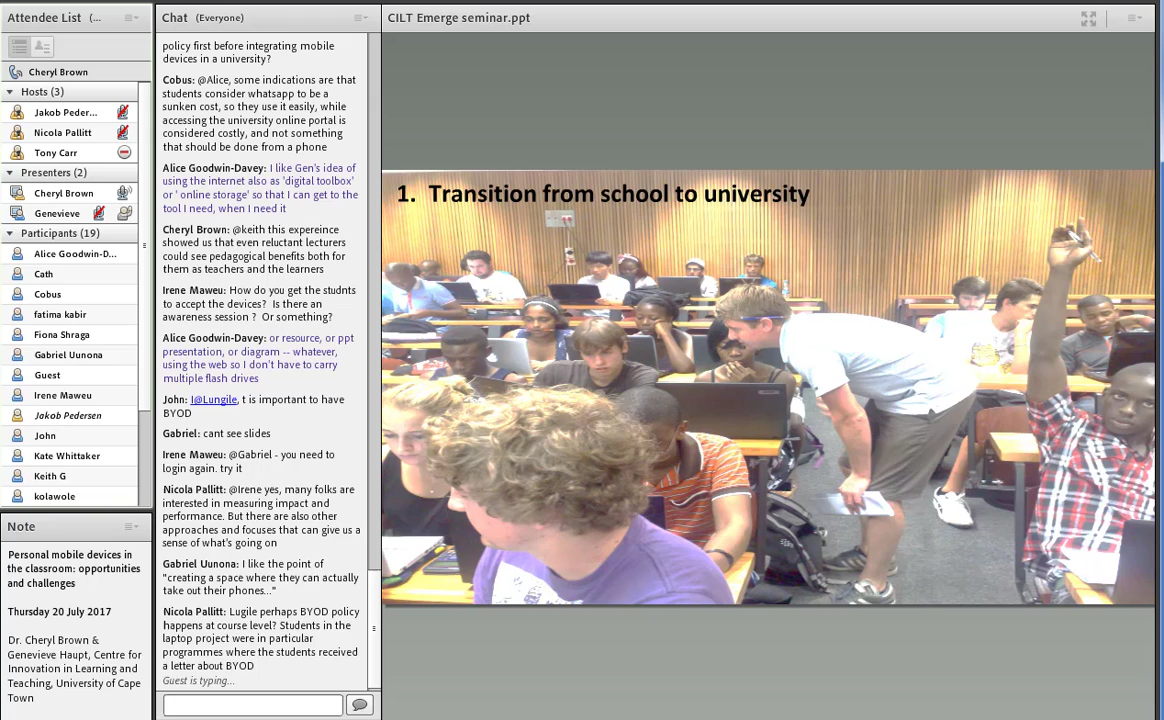 Attendee List (...
Cheryl Brown
Hosts (3)
Jakob Peder...
Nicola Pallitt
Tony Carr
Presenters (2)
Cheryl Brown
Genevieve
Participants (19)
Alice Goodwin-D...
Cath
Cobus
fatima kabir
Fiona Shraga
Gabriel Uunona
Guest
Irene Maweu
Jakob Pedersen
John
Kate Whittaker
Keith G
kolawole
Note
Personal mobile devices in
the classroom: opportunities
and challenges
Thursday 20 July 2017
Dr. Cheryl Brown &
Genevieve Haupt, Centre for
Innovation in Learning and
Teaching, University of Cape
Town
Chat (Everyone)
policy first before integrating mobile
devices in a university?
Cobus: @Alice, some indications are that
students consider whatsapp to be a
sunken cost, so they use it easily, while
accessing the university online portal is
considered costly, and not something
that should be done from a phone
Alice Goodwin-Davey: I like Gen's idea of
using the internet also as 'digital toolbox'
or ' online storage' so that I can get to the
tool I need, when I need it
Cheryl Brown: @keith this expereince
showed us that even reluctant lecturers
could see pedagogical benefits both for
them as teachers and the learners
Irene Maweu: How do you get the studnts
to accept the devices? Is there an
awareness session ? Or something?
Alice Goodwin-Davey: or resource, or ppt
presentation, or diagram -- whatever,
using the web so I don't have to carry
multiple flash drives
John: I@Lungile, t is important to have
BYOD
Gabriel: cant see slides
Irene Maweu: @Gabriel - you need to
login again. try it
Nicola Pallitt: @Irene yes, many folks are
interested in measuring impact and
performance. But there are also other
approaches and focuses that can give us a
sense of what's going on
Gabriel Uunona: I like the point of
"creating a space where they can actually
take out their phones..."
Nicola Pallitt: Lugile perhaps BYOD policy
happens at course level? Students in the
laptop project were in particular
programmes where the students received
a letter about BYOD
Guest is typing...
CILT Emerge seminar.ppt
1. Transition from school to university